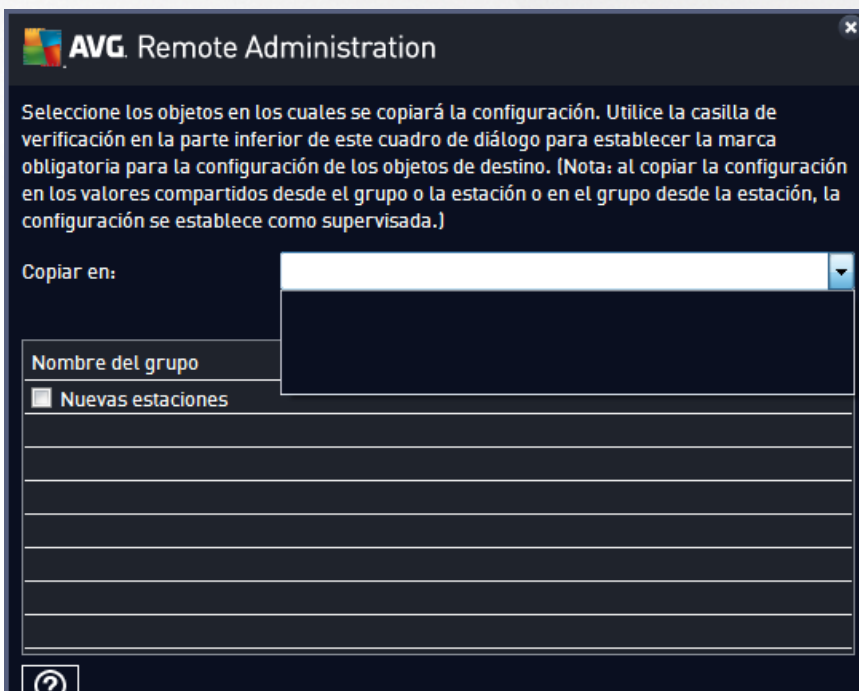 AVG. Remote Administration
Seleccione los objetos en los cuales se copiará la configuración. Utilice la casilla de
verificación en la parte inferior de este cuadro de diálogo para establecer la marca
obligatoria para la configuración de los objetos de destino. (Nota: al copiar la configuración
en los valores compartidos desde el grupo o la estación o en el grupo desde la estación, la
configuración se establece como supervisada.)
Copiar en:
Nombre del grupo
Nuevas estaciones